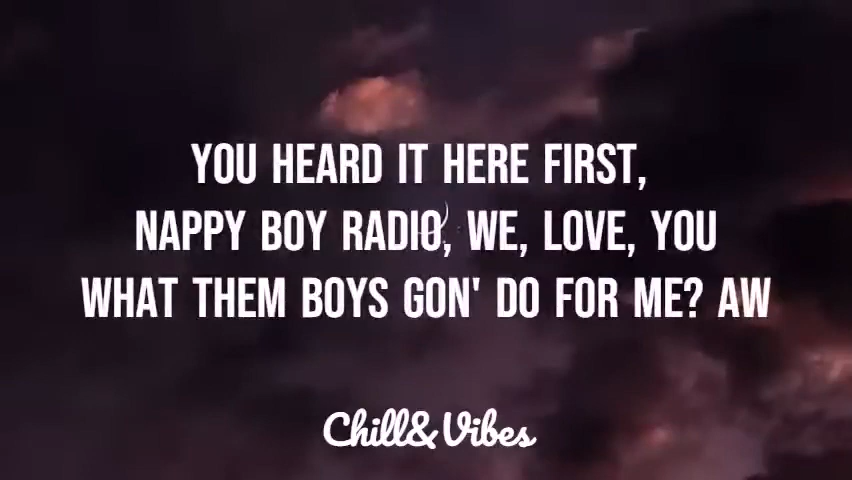 YOU HEARD IT HERE FIRST,
NAPPY BOY RADIO, WE, LOVE, YOU
WHAT THEM BOYS GON' DO FOR ME? AW
Chill&Vibes